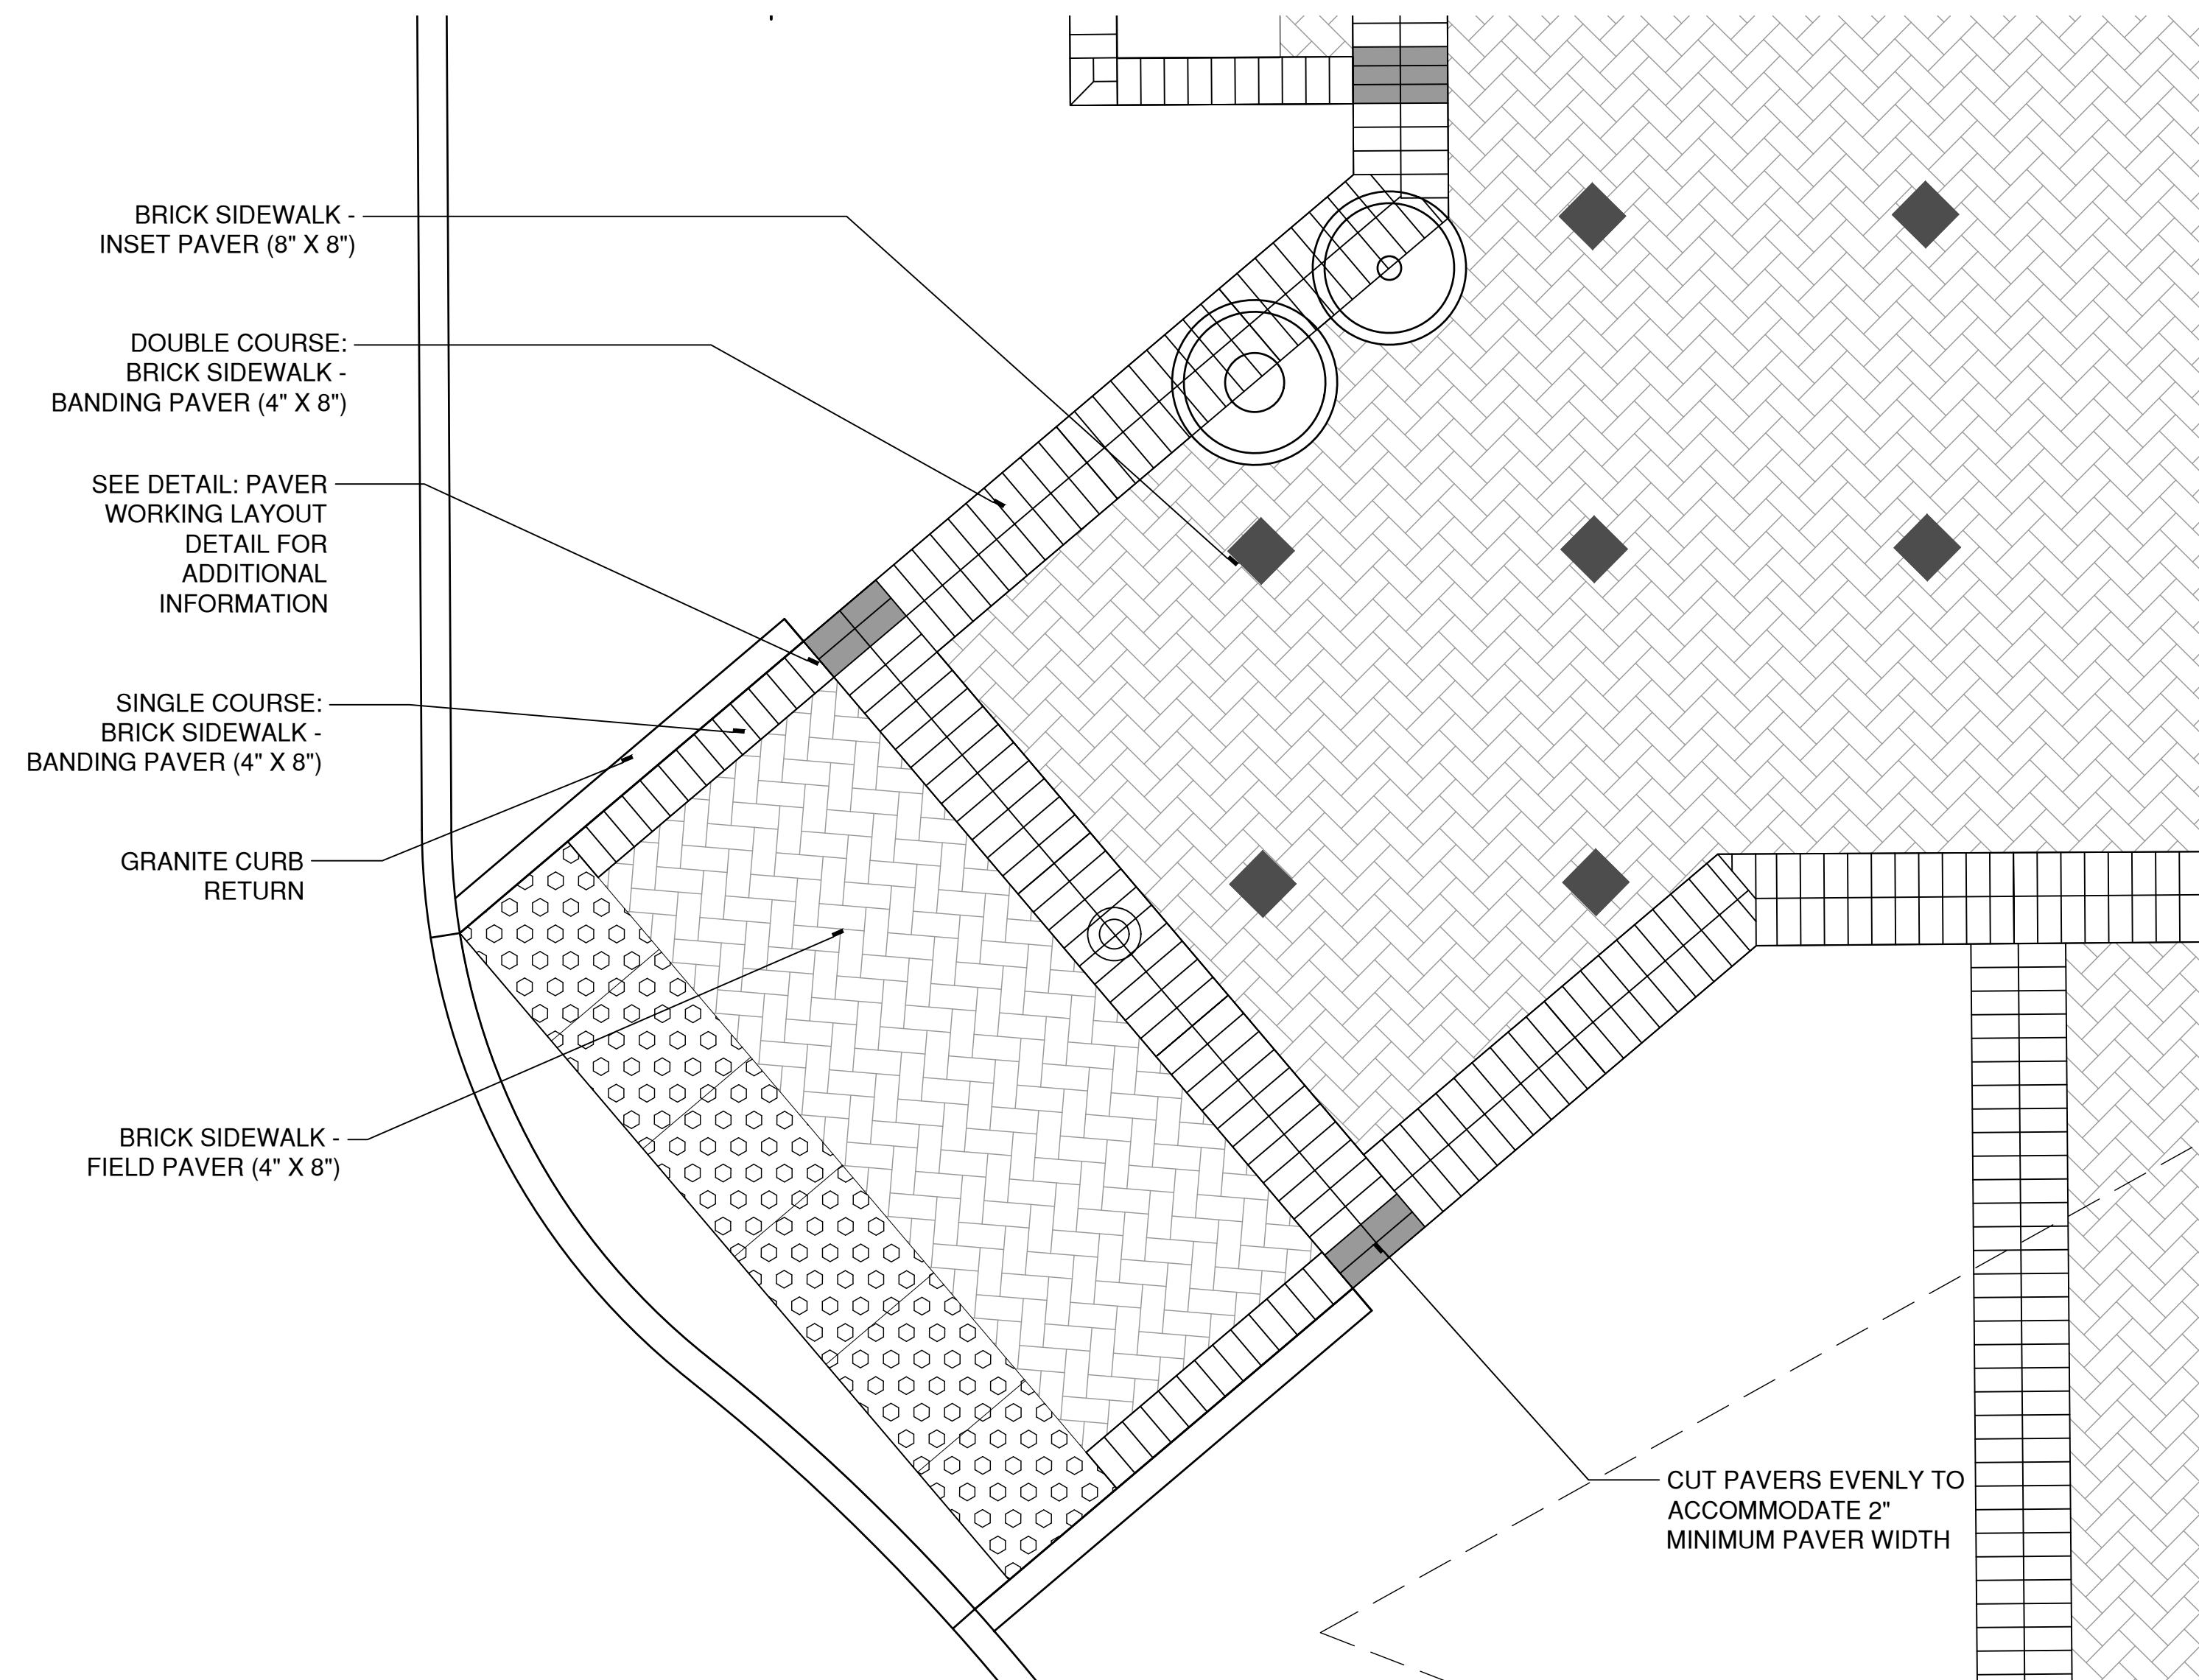 BRICK SIDEWALK -
INSET PAVER (8" X 8")
DOUBLE COURSE:
BRICK SIDEWALK -
BANDING PAVER (4" X 8")
SEE DETAIL: PAVER
WORKING LAYOUT
DETAIL FOR
ADDITIONAL
INFORMATION
SINGLE COURSE:
BRICK SIDEWALK -
BANDING PAVER (4" X 8")
GRANITE CURB
RETURN
BRICK SIDEWALK -
FIELD PAVER (4" X 8")
CUT PAVERS EVENLY TO
ACCOMMODATE 2"
MINIMUM PAVER WIDTH